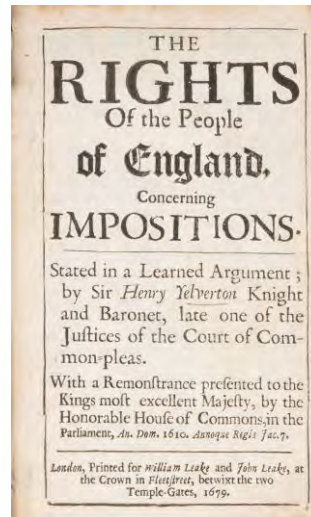 THE
RIGHTS
Of the People
of England,
Concerning
IMPOSITIONS.
Stated in a Learned Argument;
by Sir Henry Yelverton Knight
and Baronet, late one of the
Juſtices of the Court of Com-
mon-pleas.
With a Remonſtrance preſented to the
Kings moſt excellent Majeſty, by the
Honorable Houſe of Commons, in the
Parliament, An. Dom. 1610. Annoque Regis Jac. 7.
London, Printed for William Leake and John Leake, at
the Crown in Fleetſtreet, betwixt the two
Temple-Gates, 1679.